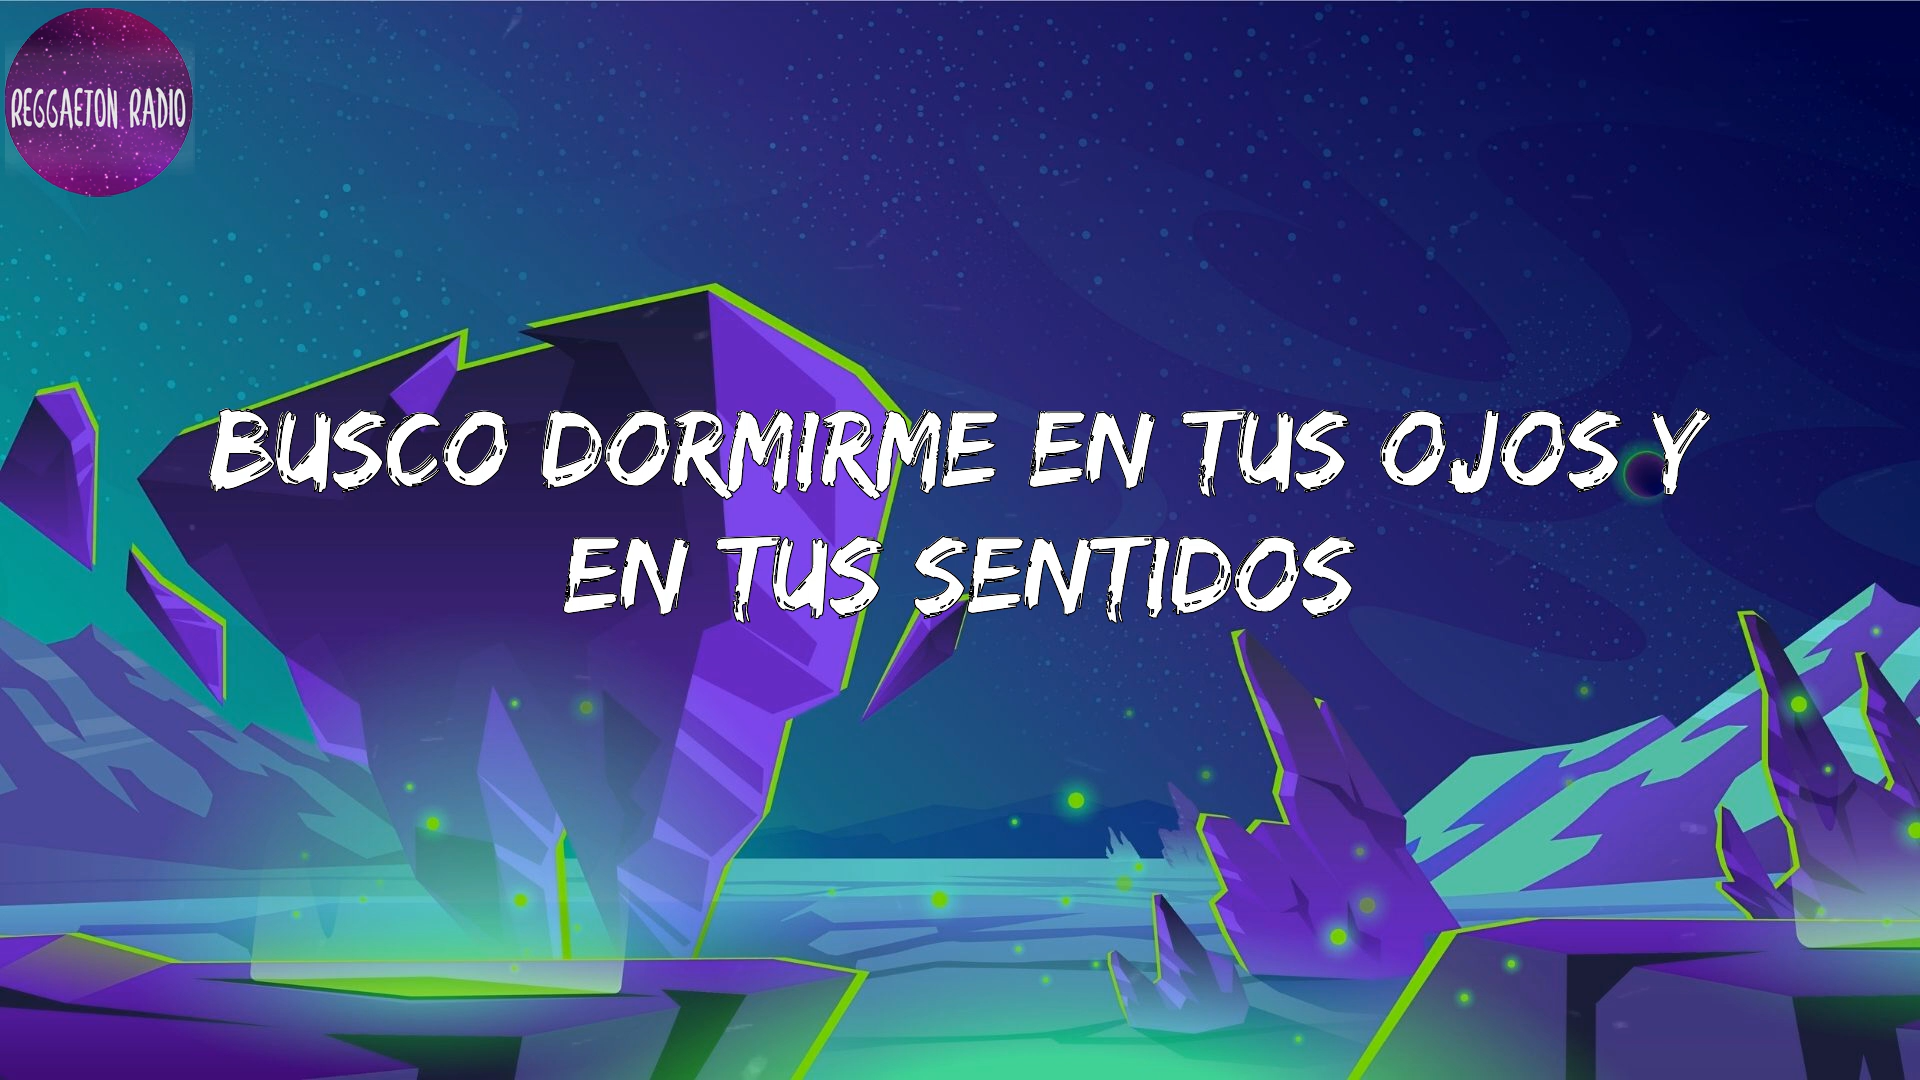 REGGAETON RADIO
BUSCO DORMIRME EN TUS OJOS Y
EN TUS SENTIDOS